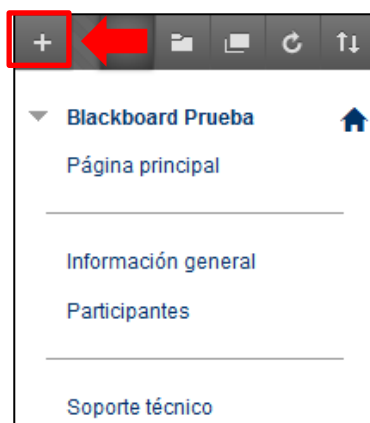 Blackboard Prueba
Página principal
Información general
Participantes
Soporte técnico